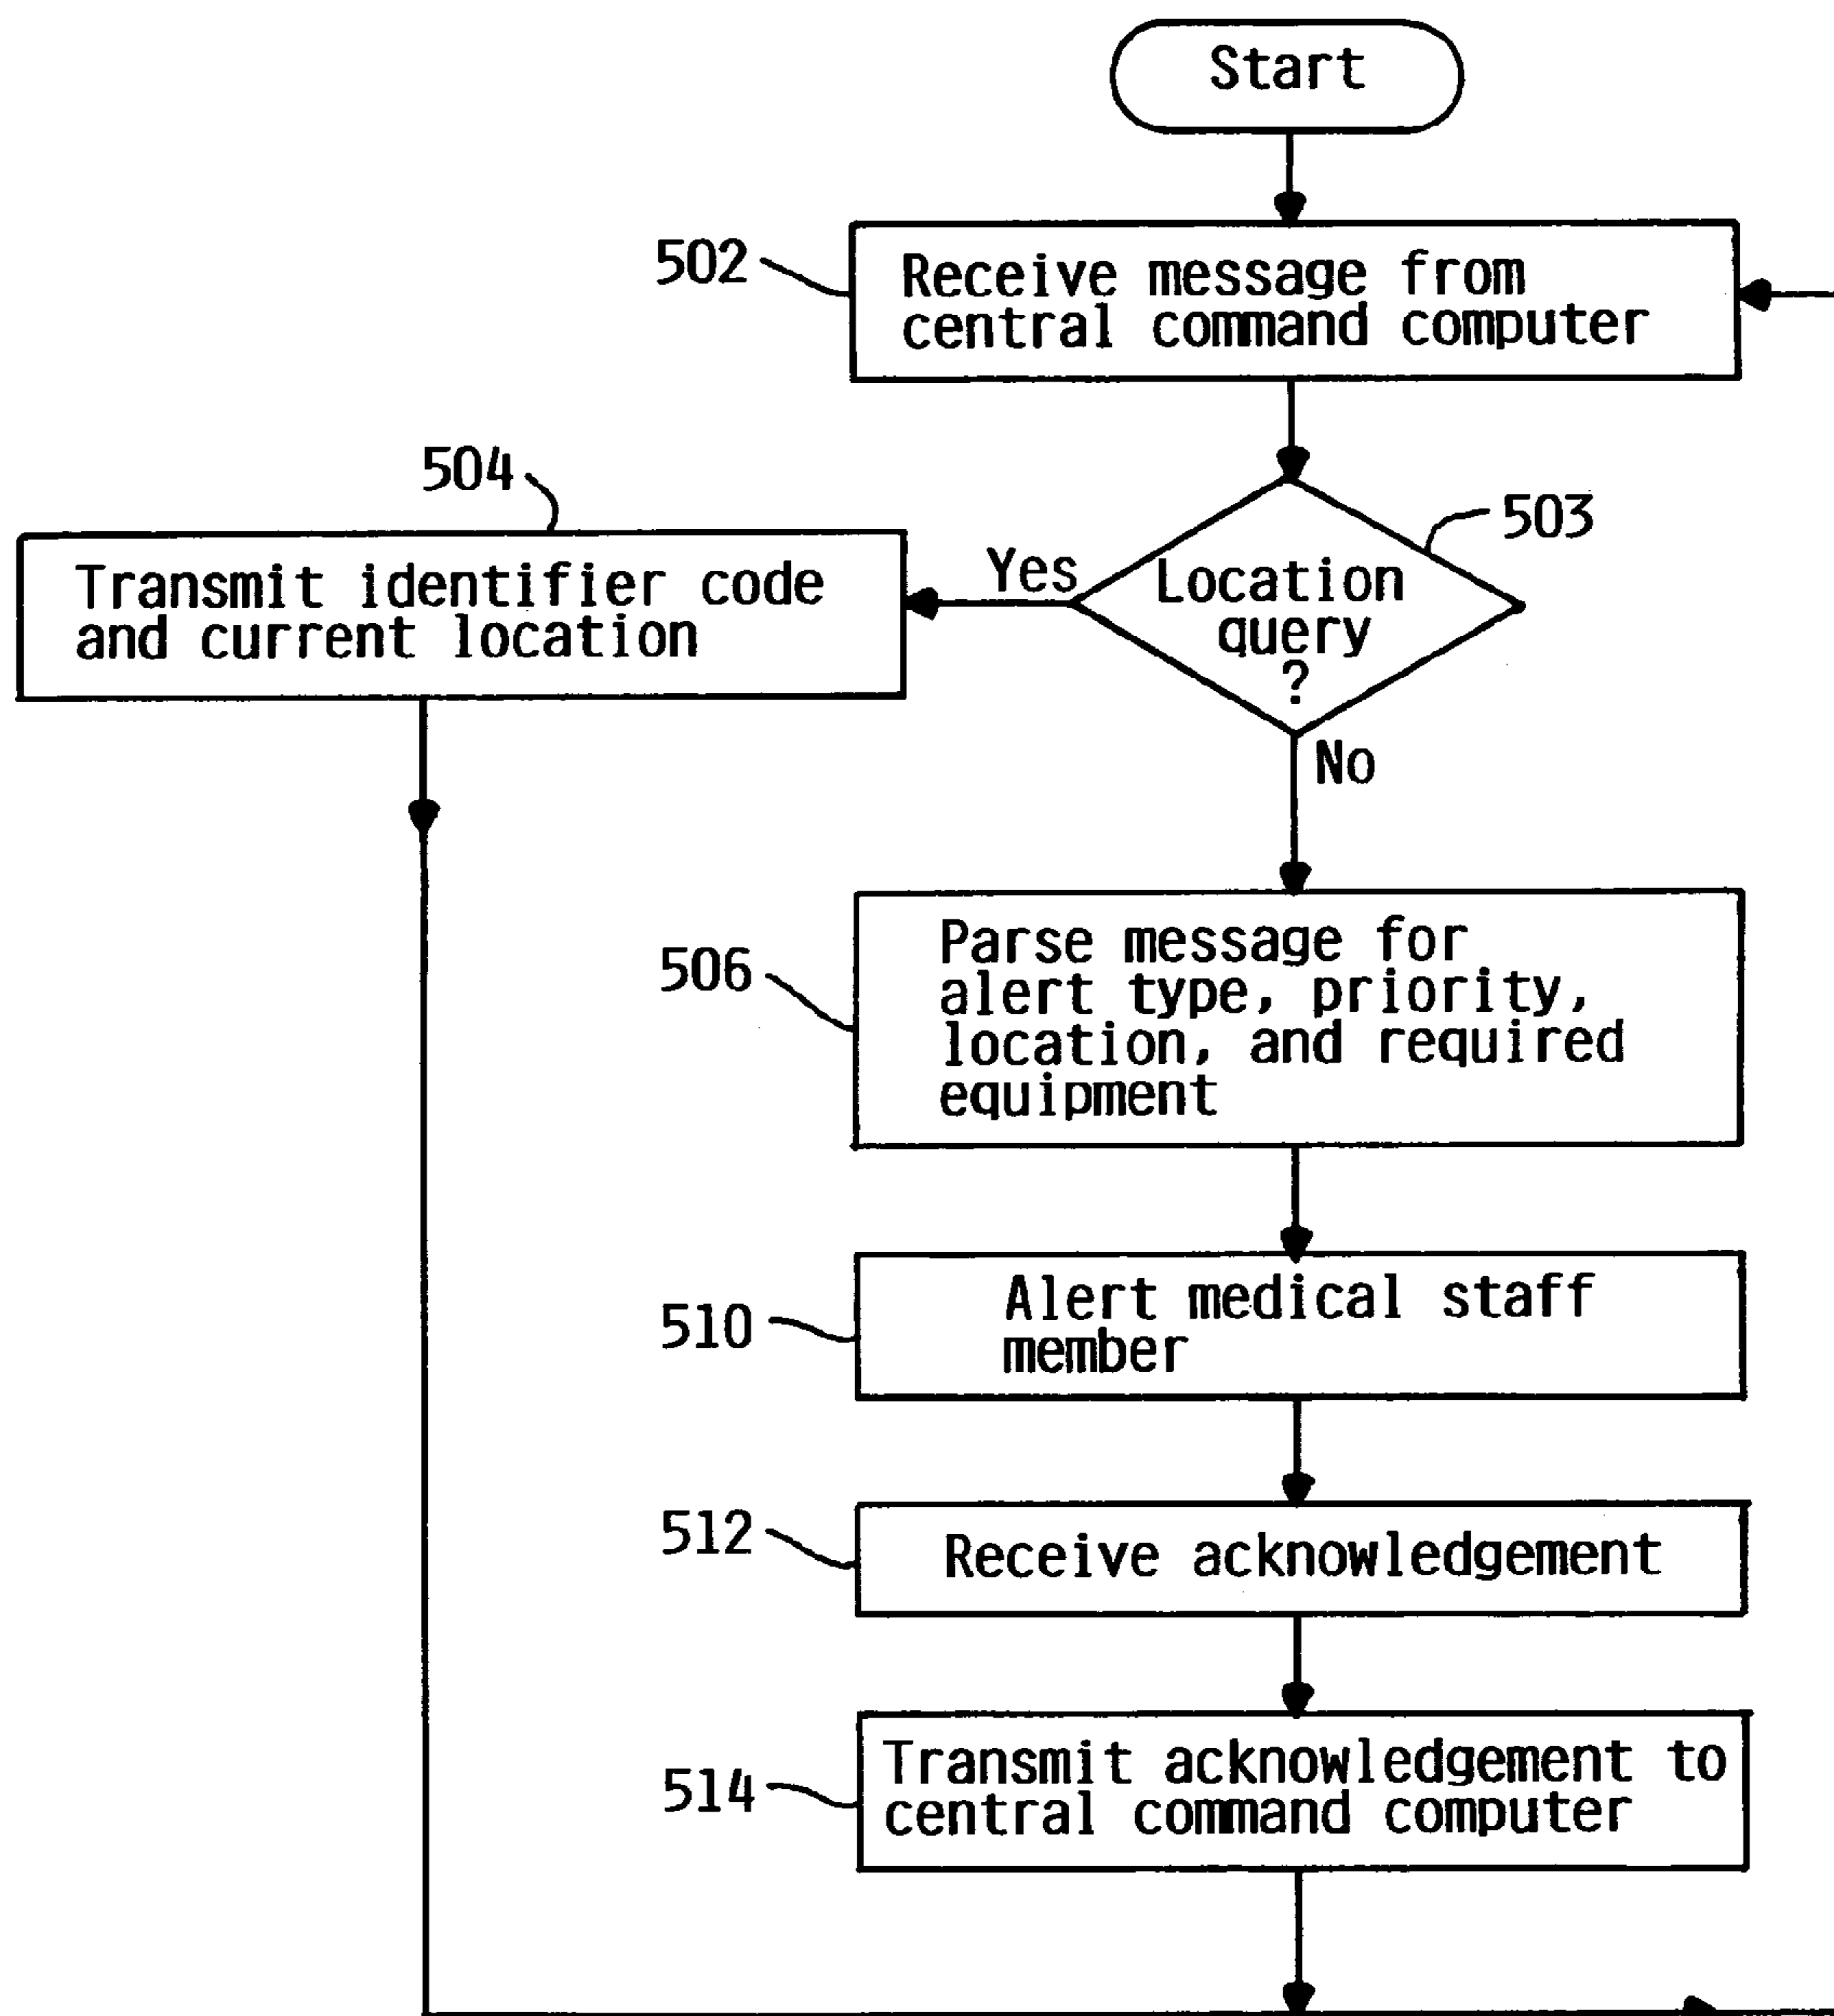 Start
502
Receive message from
central command computer
504
503
Transmit identifier code
and current location
Yes
Location
query
?
No
506
Parse message for
alert type, priority,
location, and required
equipment
510
Alert medical staff
member
512
Receive acknowledgement
514
Transmit acknowledgement to
central command computer